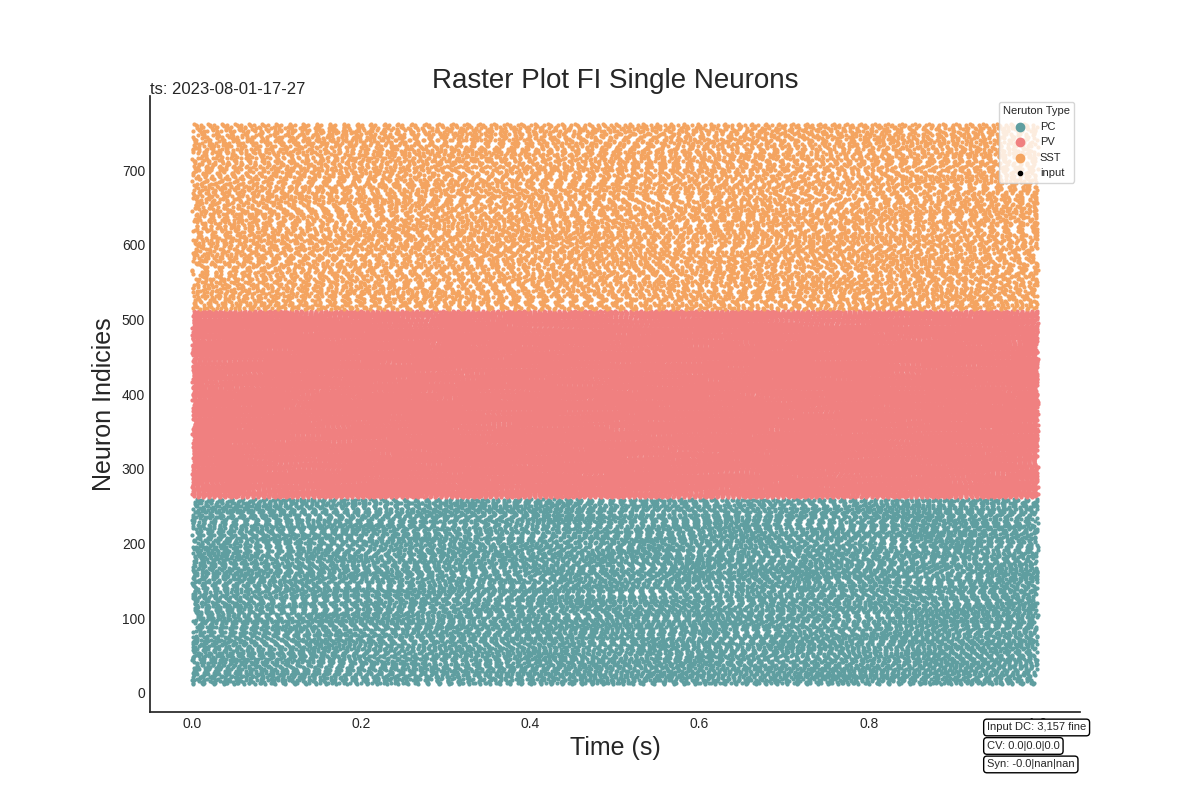 Raster Plot FI Single Neurons
ts: 2023-08-01-17-27
Neruton Type
PC
PV
SST
input
Neuron Indicies
700
600
500
400
300
200
100
0
0.0 0.2 0.4 0.6 0.8
Time (s)
Input DC: 3,157 fine
CV: 0.0|0.0|0.0
Syn: -0.0|nan|nan